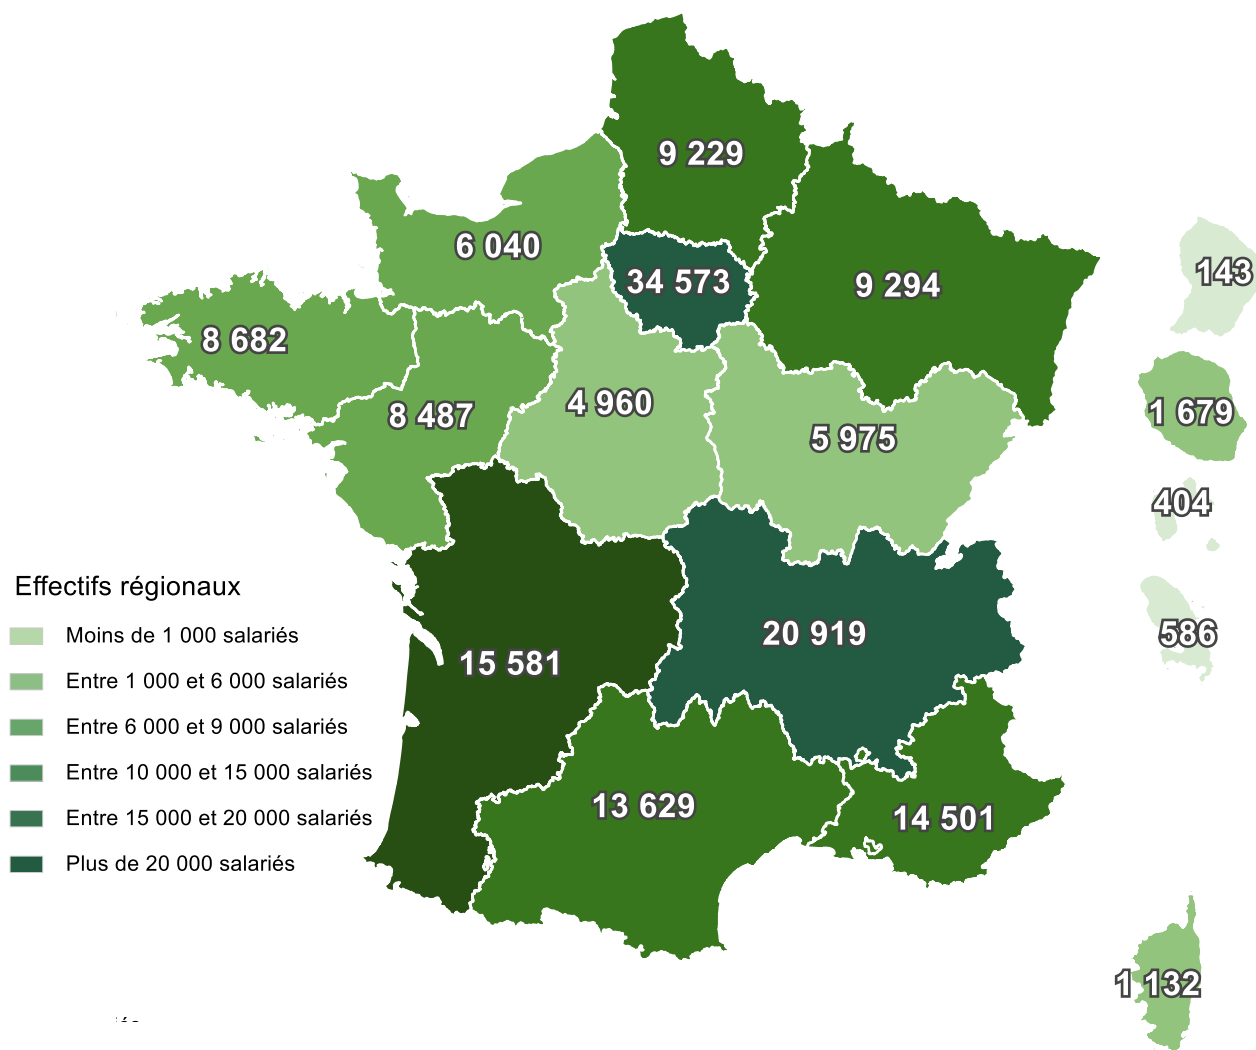 9 229
6 040
34 573
9 294
143
8 682
4 960
8 487
5 975
1 679
404
Effectifs régionaux
Moins de 1 000 salariés
Entre 1 000 et 6 000 salariés
Entre 6 000 et 9 000 salariés
Entre 10 000 et 15 000 salariés
Entre 15 000 et 20 000 salariés
Plus de 20 000 salariés
586
20 919
15 581
13 629
14 501
1 132